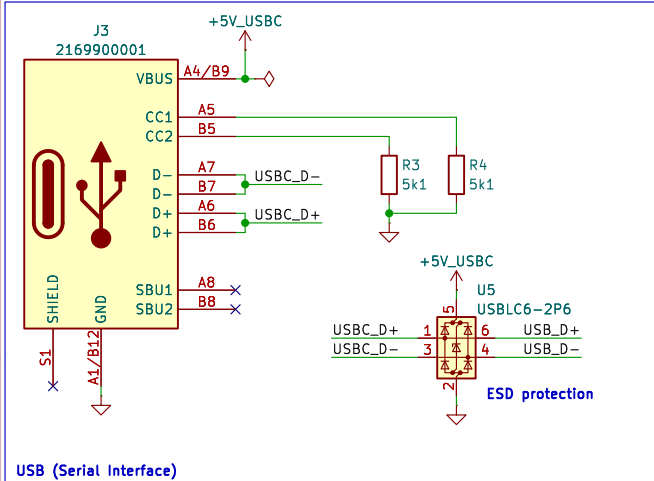 +5V_USBC
J3
2169900001
VBUS A4/B9
CC1 A5
CC2 B5
R3
5k1
R4
5k1
D- A7
D- B7
USBC_D-
D+ A6
D+ B6
USBC_D+
SBU1 A8
SBU2 B8
SHIELD
S1
GND
A1/B12
+5V_USBC
U5
USBLC6-2P6
5
USBC_D+ 1
6 USB_D+
USBC_D- 3
4 USB_D-
2
ESD protection
USB (Serial Interface)